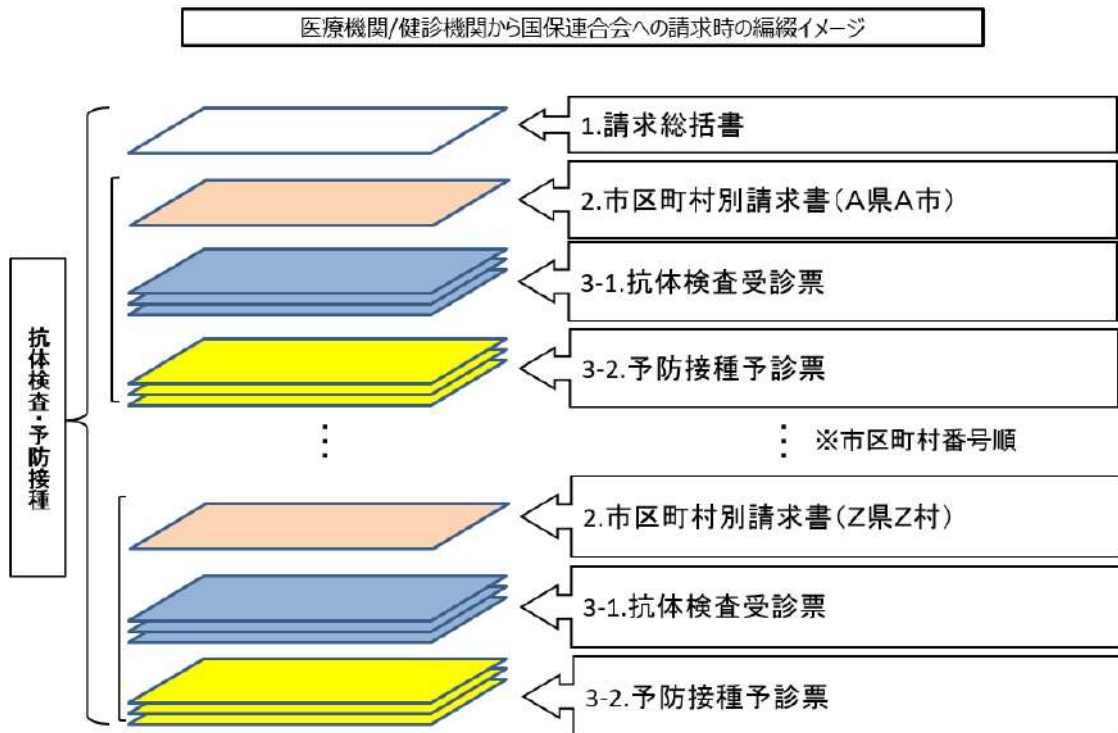 医療機関/健診機関から国保連合会への請求時の編綴イメージ
1.請求総括書
2.市区町村別請求書(A県A市)
3-1.抗体検査受診票
3-2.予防接種予診票
抗体検査・予防接種
⋮ ⋮ ※市区町村番号順
2.市区町村別請求書(Z県Z村)
3-1.抗体検査受診票
3-2.予防接種予診票